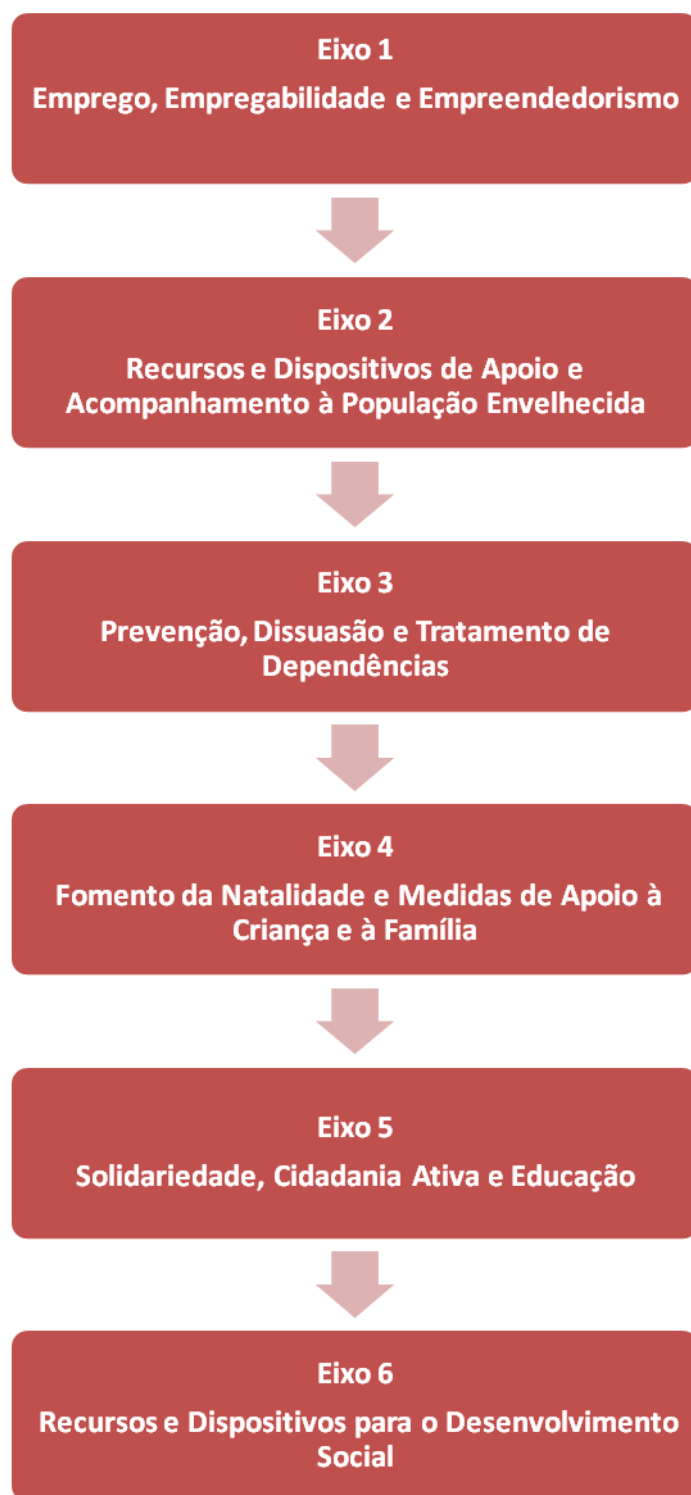 Eixo 1
Emprego, Empregabilidade e Empreendedorismo
Eixo 2
Recursos e Dispositivos de Apoio e
Acompanhamento à População Envelhecida
Eixo 3
Prevenção, Dissuasão e Tratamento de
Dependências
Eixo 4
Fomento da Natalidade e Medidas de Apoio à
Criança e à Família
Eixo 5
Solidariedade, Cidadania Ativa e Educação
Eixo 6
Recursos e Dispositivos para o Desenvolvimento
Social